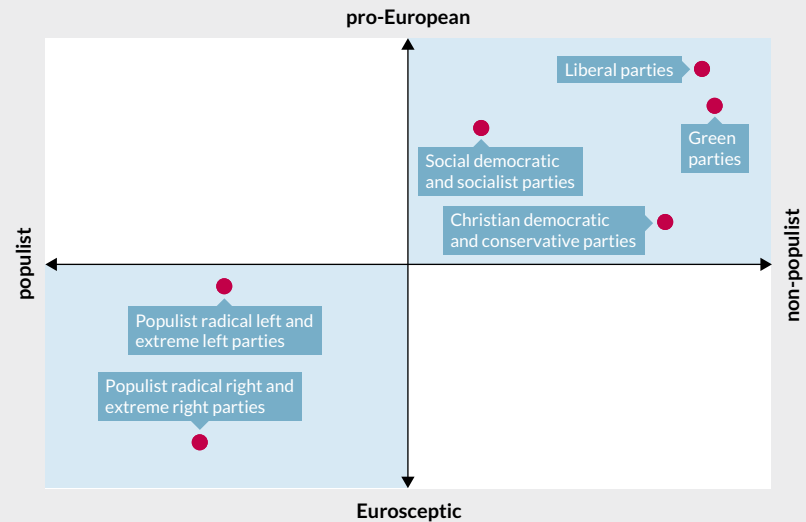 pro-European
Liberal parties
Green
parties
Social democratic
and socialist parties
Christian democratic
and conservative parties
populist
non-populist
Populist radical left and
extreme left parties
Populist radical right and
extreme right parties
Eurosceptic